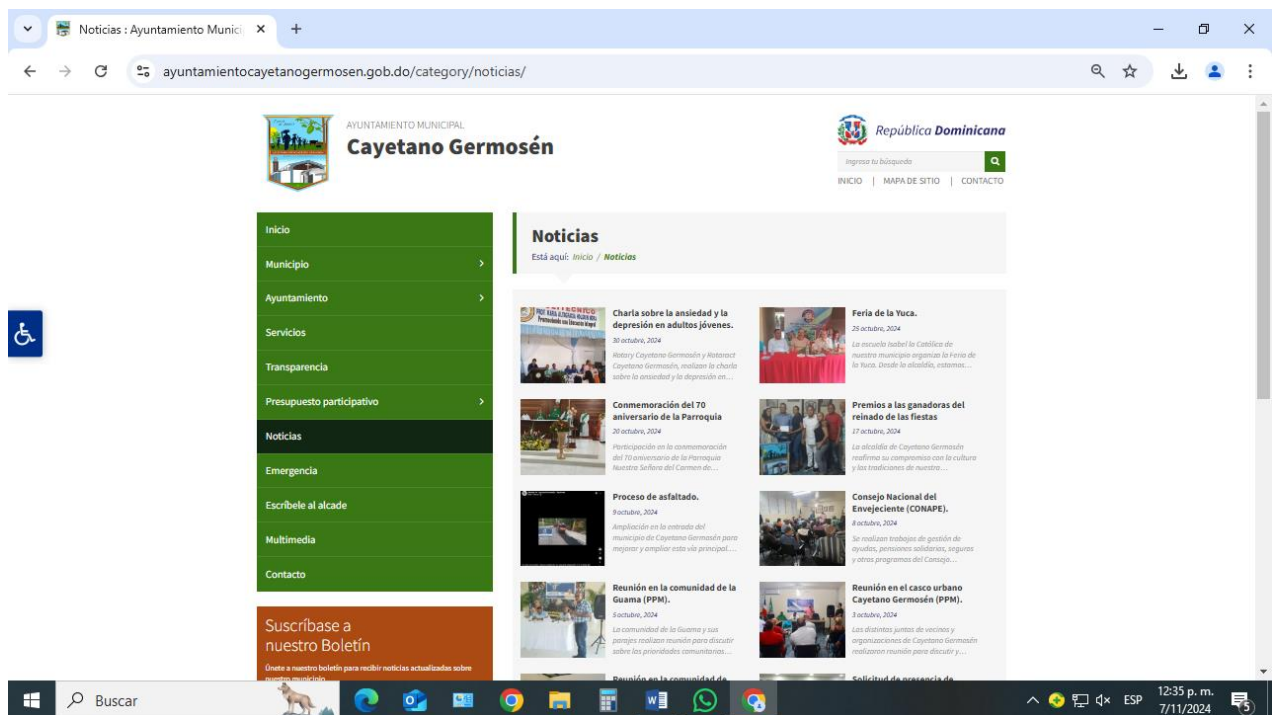 Noticias : Ayuntamiento Munici
ayuntamientocayetanogermosen.gob.do/category/noticias/
AYUNTAMIENTO MUNICIPAL
Cayetano Germosén
República Dominicana
Ingresa tu búsqueda
INICIO | MAPA DE SITIO | CONTACTO
Inicio
Municipio
Ayuntamiento
Servicios
Transparencia
Presupuesto participativo
Noticias
Emergencia
Escríbele al alcade
Multimedia
Contacto
Suscríbase a
nuestro Boletín
Únete a nuestro boletín para recibir noticias actualizadas sobre
nuestro municipio
Noticias
Está aquí: Inicio / Noticias
Charla sobre la ansiedad y la
depresión en adultos jóvenes.
30 octubre, 2024
Rotary Cayetano Germosén y Rotaract
Cayetano Germosén, realizan la charla
sobre la ansiedad y la depresión en…
Feria de la Yuca.
25 octubre, 2024
La escuela Isabel la Católica de
nuestro municipio organiza la Feria de
la Yuca. Desde la alcaldía, estamos…
Conmemoración del 70
aniversario de la Parroquia
20 octubre, 2024
Participación en la conmemoración
del 70 aniversario de la Parroquia
Nuestra Señora del Carmen de…
Premios a las ganadoras del
reinado de las fiestas
17 octubre, 2024
La alcaldía de Cayetano Germosén
reafirma su compromiso con la cultura
y las tradiciones de nuestra…
Proceso de asfaltado.
9 octubre, 2024
Ampliación en la entrada del
municipio de Cayetano Germosén para
mejorar y ampliar esta vía principal.…
Consejo Nacional del
Envejeciente (CONAPE).
8 octubre, 2024
Se realizan trabajos de gestión de
ayudas, pensiones solidarias, seguros
y otros programas del Consejo…
Reunión en la comunidad de la
Guama (PPM).
5 octubre, 2024
La comunidad de la Guama y sus
parajes realizan reunión para discutir
sobre las prioridades comunitarias…
Reunión en el casco urbano
Cayetano Germosén (PPM).
3 octubre, 2024
Las distintas juntas de vecinos y
organizaciones de Cayetano Germosén
realizaron reunión para discutir y…
Reunión en la comunidad de
Solicitud de presencia de
Buscar
ESP
12:35 p. m.
7/11/2024
5